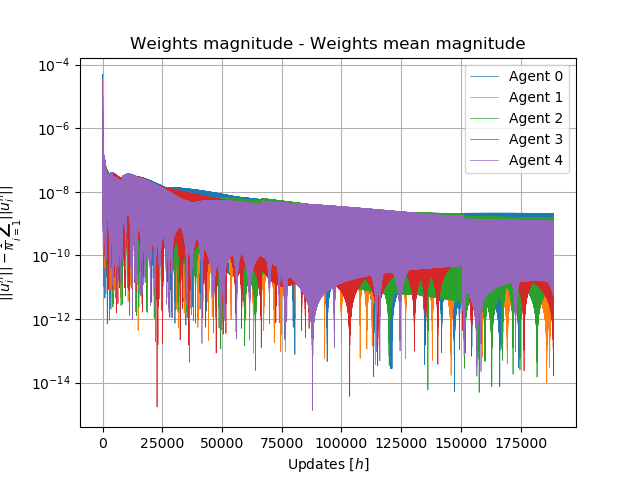 Weights magnitude - Weights mean magnitude
10⁻⁴
10⁻⁶
10⁻⁸
10⁻¹⁰
10⁻¹²
10⁻¹⁴
Agent 0
Agent 1
Agent 2
Agent 3
Agent 4
0 25000 50000 75000 100000 125000 150000 175000
Updates [h]